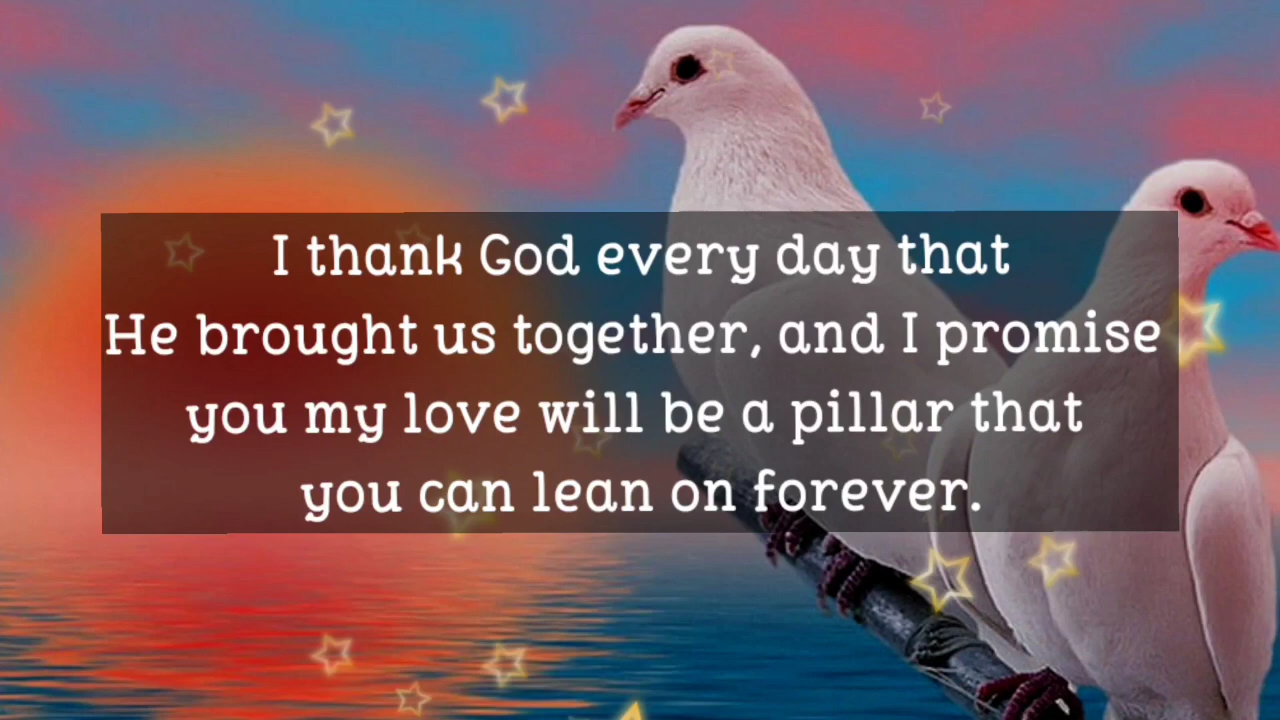 I thank God every day that
He brought us together, and I promise
you my love will be a pillar that
you can lean on forever.